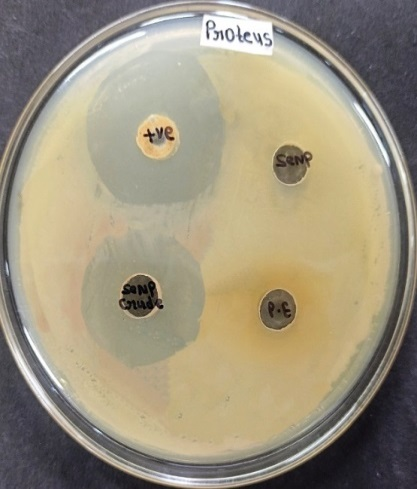 Proteus
+ve
SeNP
SeNP
Crude
P.E